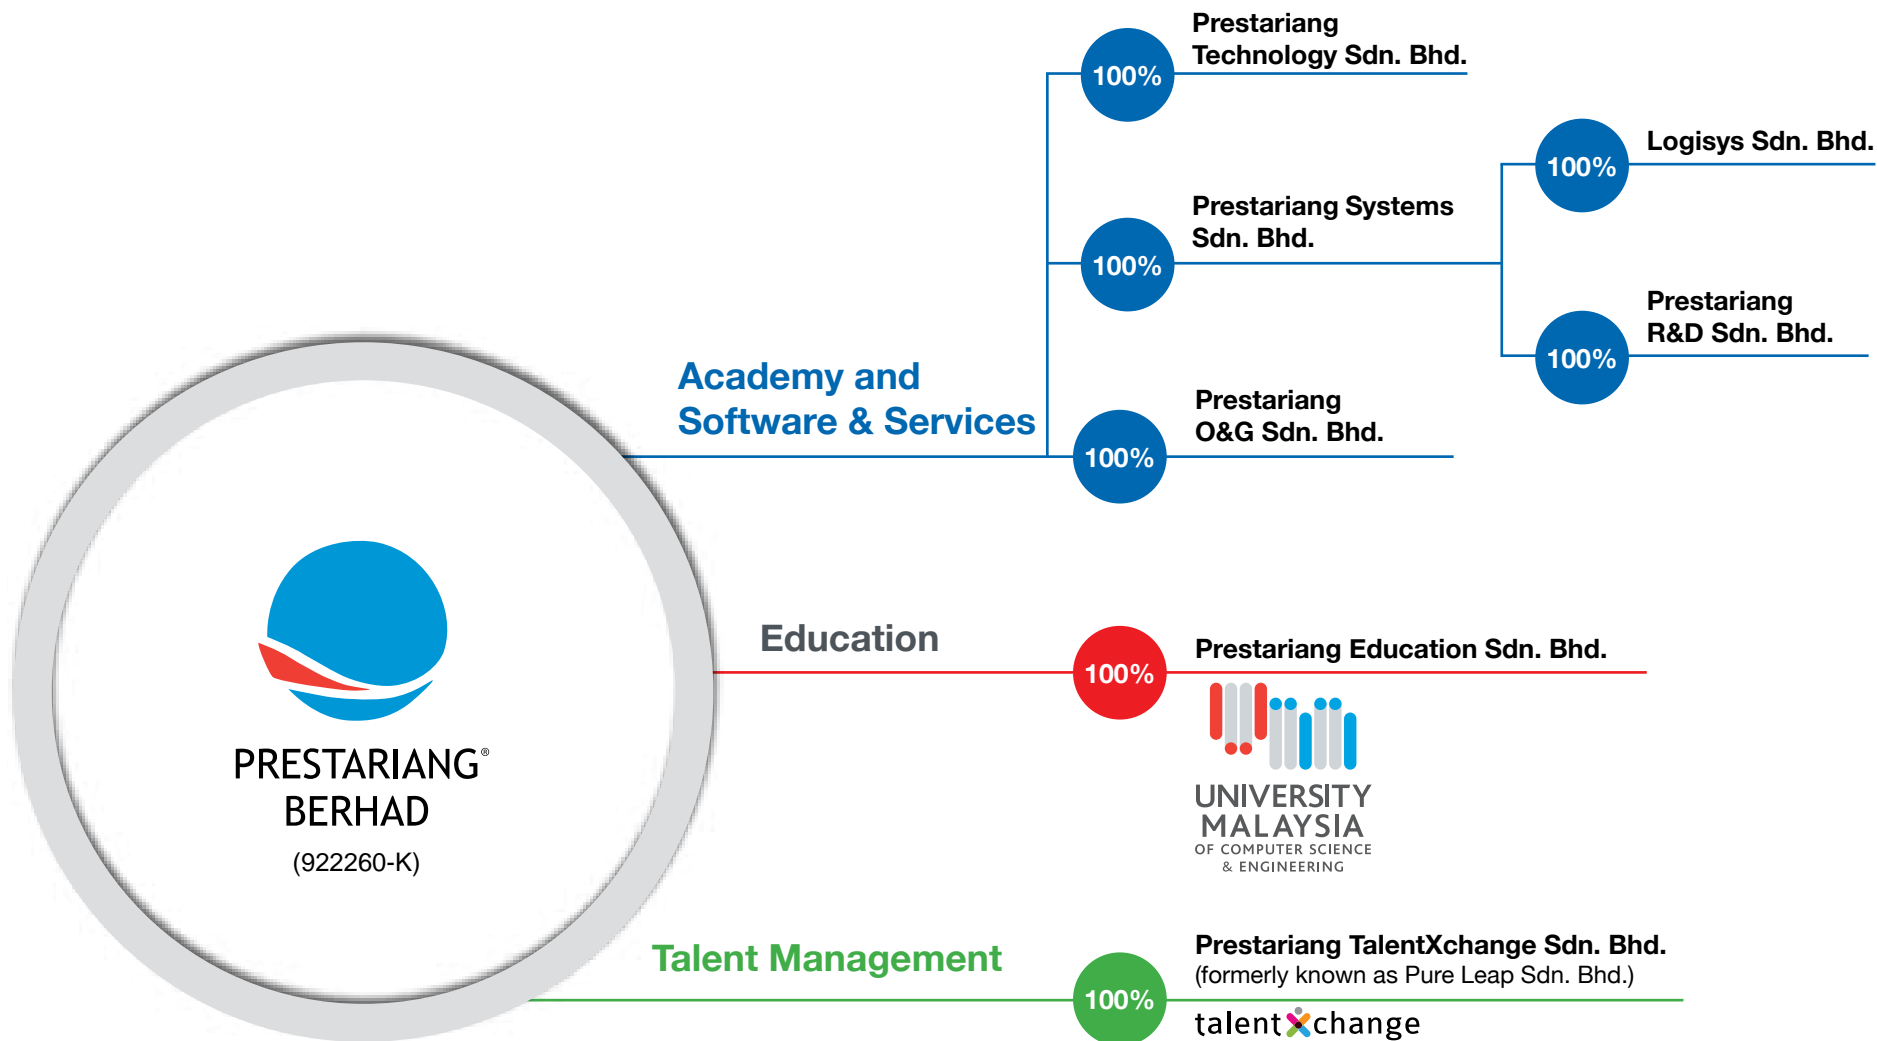 PRESTARIANG®
BERHAD
(922260-K)
Academy and
Software & Services
100%
Prestariang
Technology Sdn. Bhd.
100%
Prestariang Systems
Sdn. Bhd.
100%
Logisys Sdn. Bhd.
100%
Prestariang
R&D Sdn. Bhd.
100%
Prestariang
O&G Sdn. Bhd.
Education
100%
Prestariang Education Sdn. Bhd.
UNIVERSITY
MALAYSIA
OF COMPUTER SCIENCE
& ENGINEERING
Talent Management
100%
Prestariang TalentXchange Sdn. Bhd.
(formerly known as Pure Leap Sdn. Bhd.)
talentXchange